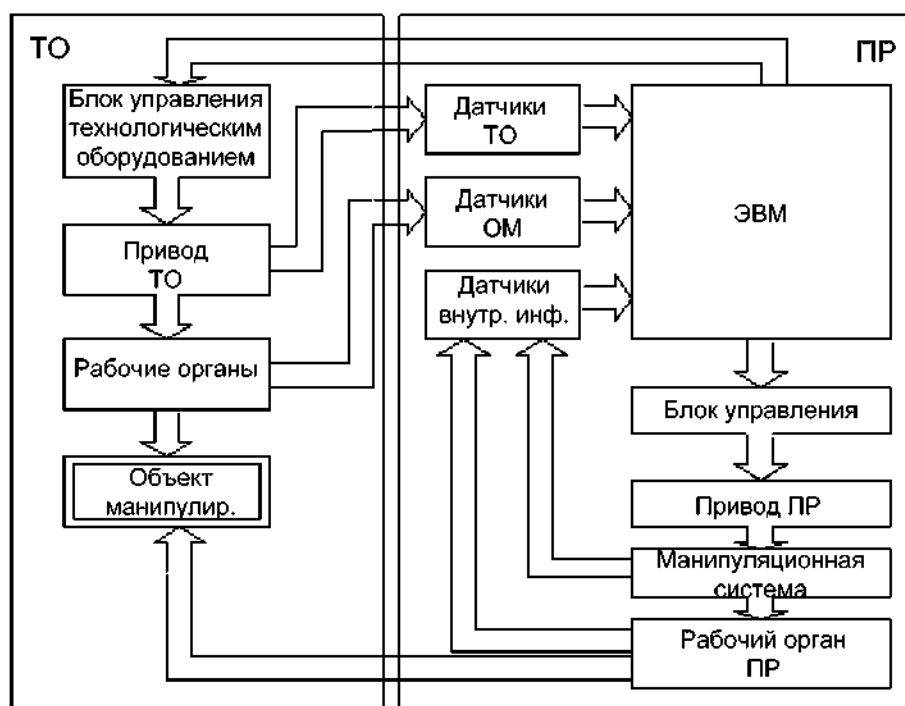 ТО
Блок управления
технологическим
оборудованием
Привод
ТО
Рабочие органы
Объект
манипулир.
ПР
Датчики
ТО
Датчики
ОМ
Датчики
внутр. инф.
ЭВМ
Блок управления
Привод ПР
Манипуляционная
система
Рабочий орган
ПР